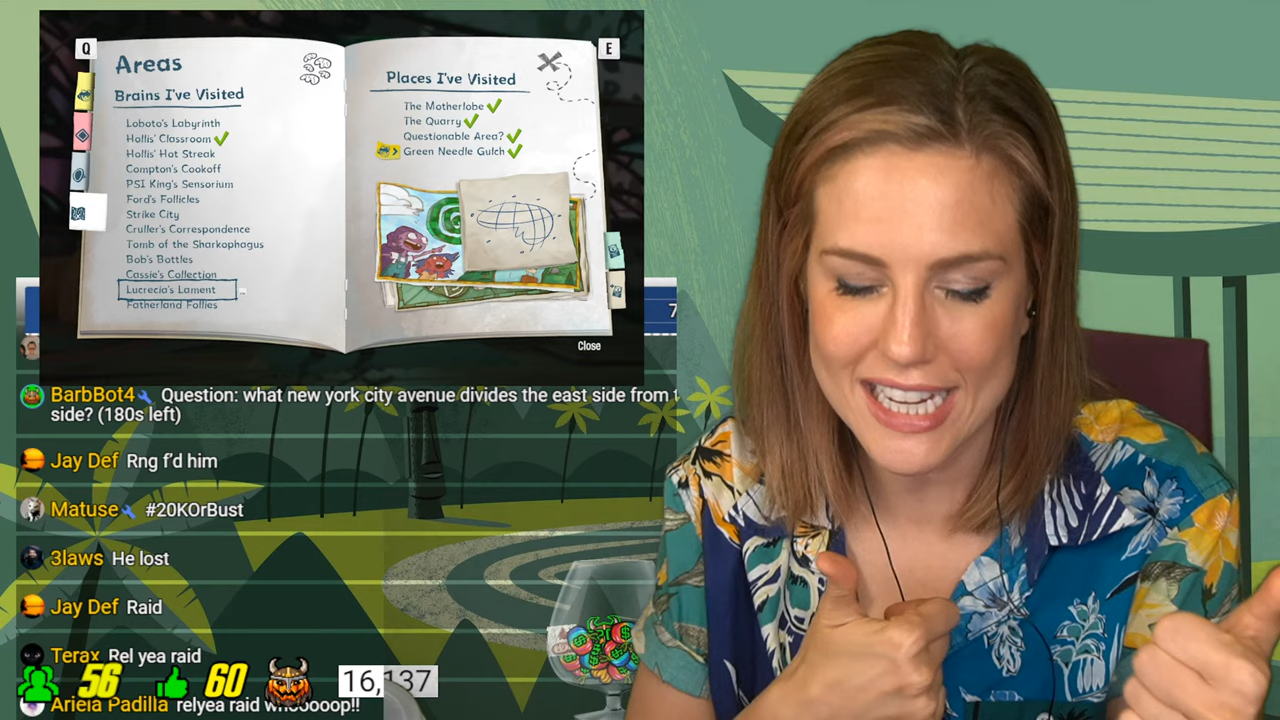 Q
E
Areas
Brains I've Visited
Loboto's Labyrinth
Hollis' Classroom
Hollis' Hot Streak
Compton's Cookoff
PSI King's Sensorium
Ford's Follicles
Strike City
Cruller's Correspondence
Tomb of the Sharkophagus
Bob's Bottles
Cassie's Collection
Lucrecia's Lament
Fatherland Follies
Places I've Visited
The Motherlobe
The Quarry
Questionable Area?
Green Needle Gulch
Close
7
BarbBot4 Question: what new york city avenue divides the east side from t
side? (180s left)
Jay Def Rng f'd him
Matuse #20KOrBust
3laws He lost
Jay Def Raid
Terax Rel yea raid
56 60 16,137
Ariela Padilla relyea raid whooooop!!